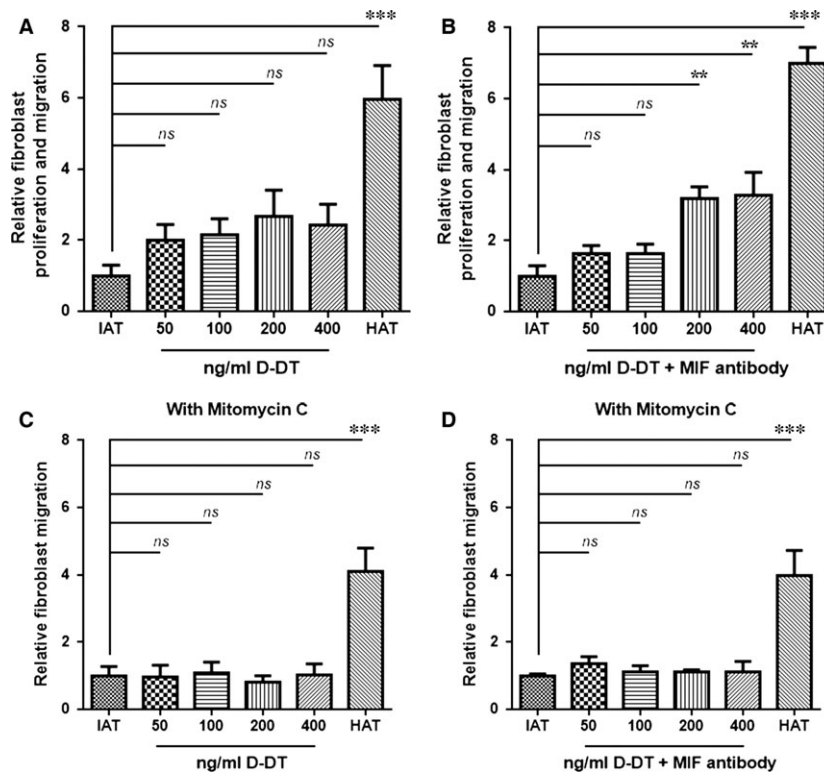 A
***
ns
ns
ns
ns
Relative fibroblast
proliferation and migration
8
6
4
2
0
IAT 50 100 200 400 HAT
ng/ml D-DT
B
***
**
**
ns
ns
Relative fibroblast
proliferation and migration
8
6
4
2
0
IAT 50 100 200 400 HAT
ng/ml D-DT + MIF antibody
C
With Mitomycin C
***
ns
ns
ns
ns
Relative fibroblast migration
8
6
4
2
0
IAT 50 100 200 400 HAT
ng/ml D-DT
D
With Mitomycin C
***
ns
ns
ns
ns
Relative fibroblast migration
8
6
4
2
0
IAT 50 100 200 400 HAT
ng/ml D-DT + MIF antibody